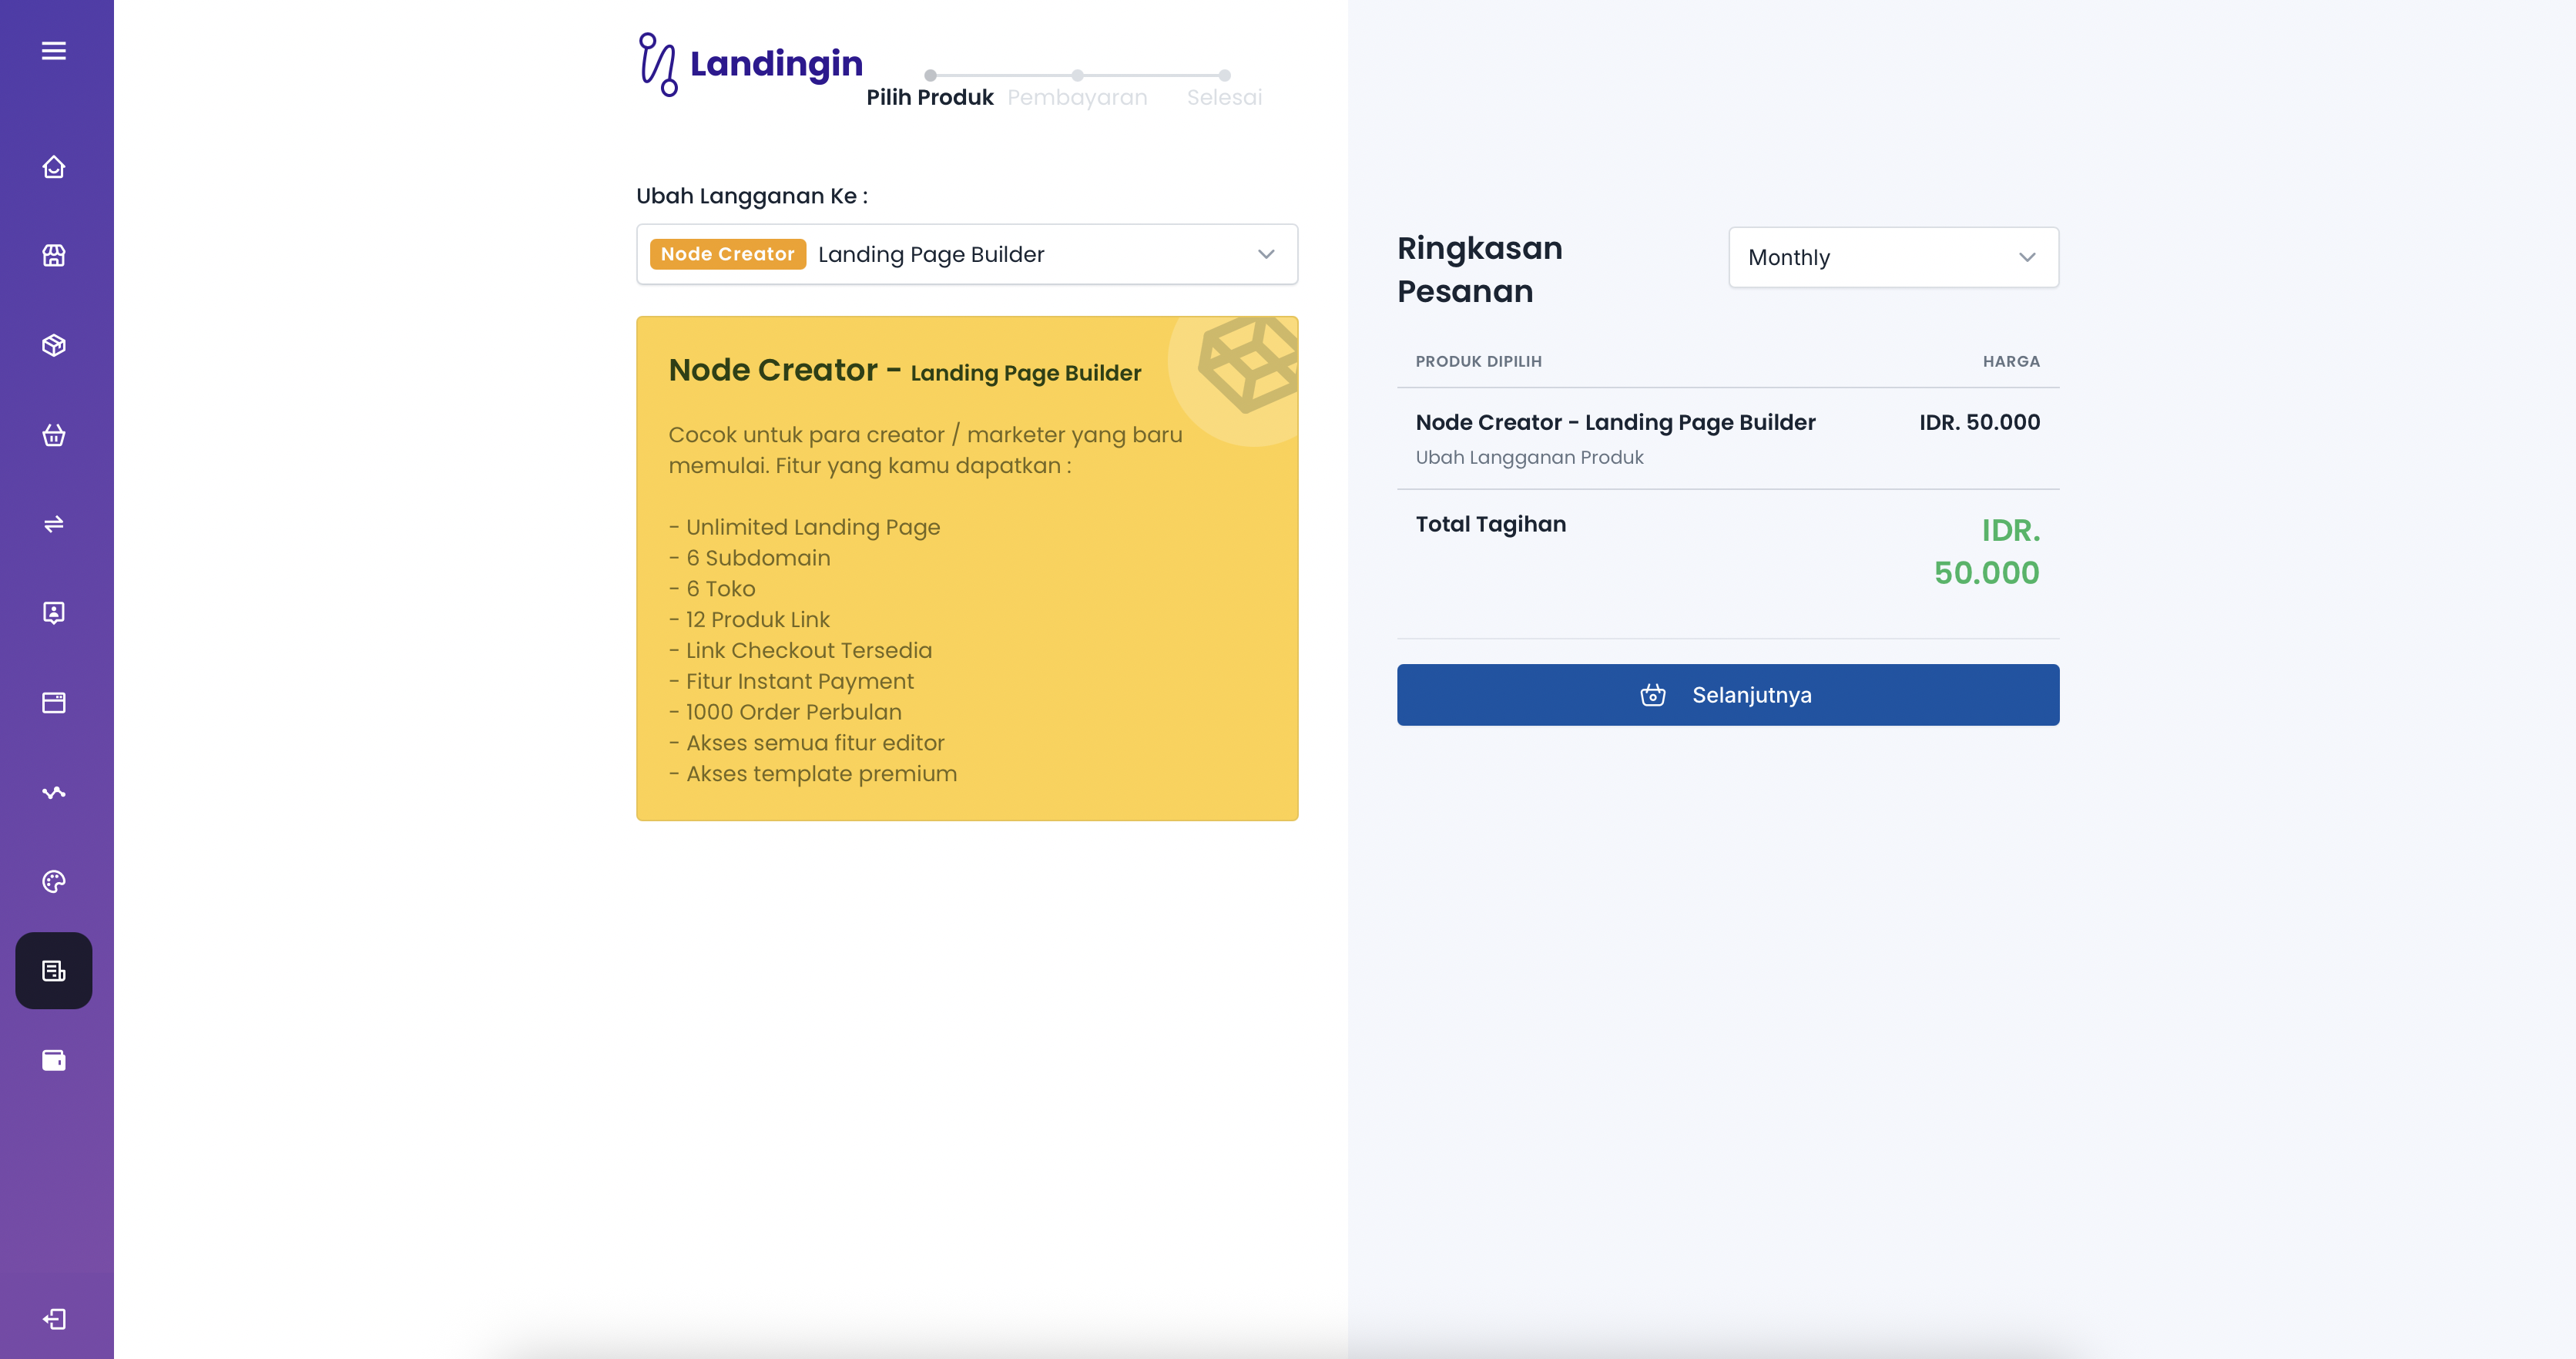 Landingin
Pilih Produk
Pembayaran
Selesai
Ubah Langganan Ke :
Node Creator Landing Page Builder
Node Creator - Landing Page Builder
Cocok untuk para creator / marketer yang baru
memulai. Fitur yang kamu dapatkan :
- Unlimited Landing Page
- 6 Subdomain
- 6 Toko
- 12 Produk Link
- Link Checkout Tersedia
- Fitur Instant Payment
- 1000 Order Perbulan
- Akses semua fitur editor
- Akses template premium
Ringkasan
Pesanan
Monthly
PRODUK DIPILIH HARGA
Node Creator - Landing Page Builder IDR. 50.000
Ubah Langganan Produk
Total Tagihan IDR.
50.000
Selanjutnya